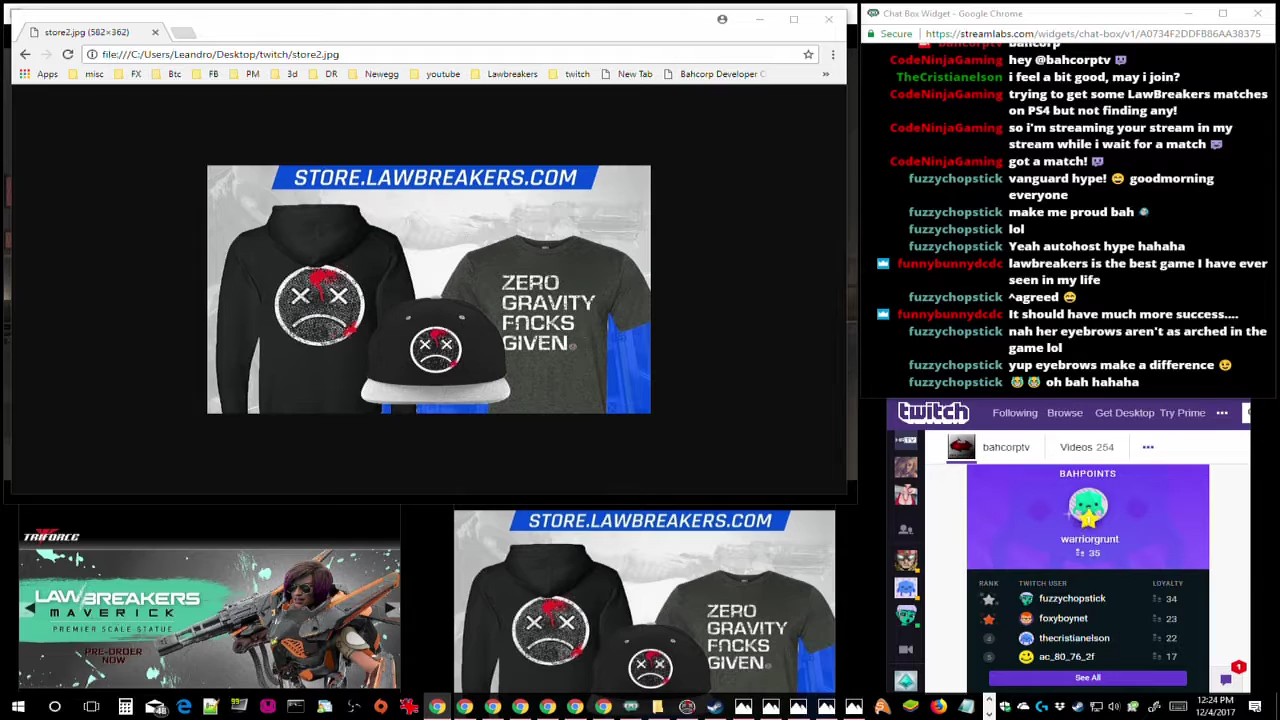 store2.jpg (582×362)
file:///C:/Users/Leandro/Desktop/twitch/store2.jpg
Apps misc FX Btc FB PM 3d DR Newegg youtube Lawbreakers twitch New Tab Bahcorp Developer C »
STORE.LAWBREAKERS.COM
ZERO
GRAVITY
FNCKS
GIVEN
TRIFORCE
LAWBREAKERS
MAVERICK
PREMIER SCALE STATUE
PRE-ORDER
NOW
STORE.LAWBREAKERS.COM
ZERO
GRAVITY
FNCKS
GIVEN
Chat Box Widget - Google Chrome
Secure https://streamlabs.com/widgets/chat-box/v1/A0734F2DDFB86AA38375
bahcorptv bahcorp
CodeNinjaGaming hey @bahcorptv
TheCristianelson i feel a bit good, may i join?
CodeNinjaGaming trying to get some LawBreakers matches
on PS4 but not finding any!
CodeNinjaGaming so i'm streaming your stream in my
stream while i wait for a match
CodeNinjaGaming got a match!
fuzzychopstick vanguard hype! goodmorning
everyone
fuzzychopstick make me proud bah
fuzzychopstick lol
fuzzychopstick Yeah autohost hype hahaha
funnybunnydcdc lawbreakers is the best game I have ever
seen in my life
fuzzychopstick ^agreed
funnybunnydcdc It should have much more success....
fuzzychopstick nah her eyebrows aren't as arched in the
game lol
fuzzychopstick yup eyebrows make a difference
fuzzychopstick oh bah hahaha
twitch Following Browse Get Desktop Try Prime
bahcorptv Videos 254
BAHPOINTS
warriorgrunt
35
RANK TWITCH USER LOYALTY
fuzzychopstick 34
foxyboynet 23
4 thecristianelson 22
5 ac_80_76_2f 17
See All
1
12:24 PM
12/4/2017